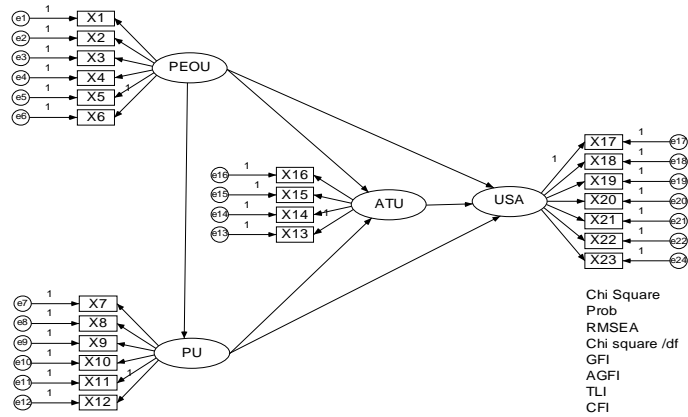 e1 1 X1
e2 1 X2
e3 1 X3
e4 1 X4
e5 1 X5 1
e6 1 X6
PEOU
e16 1 X16
e15 1 X15
e14 1 X14 1
e13 1 X13
ATU
USA
1 X17 1 e17
X18 1 e18
X19 1 e19
X20 1 e20
X21 1 e21
X22 1 e22
X23 1 e24
e7 1 X7
e8 1 X8
e9 1 X9
e10 1 X10
e11 1 X11 1
e12 1 X12
PU
Chi Square
Prob
RMSEA
Chi square /df
GFI
AGFI
TLI
CFI